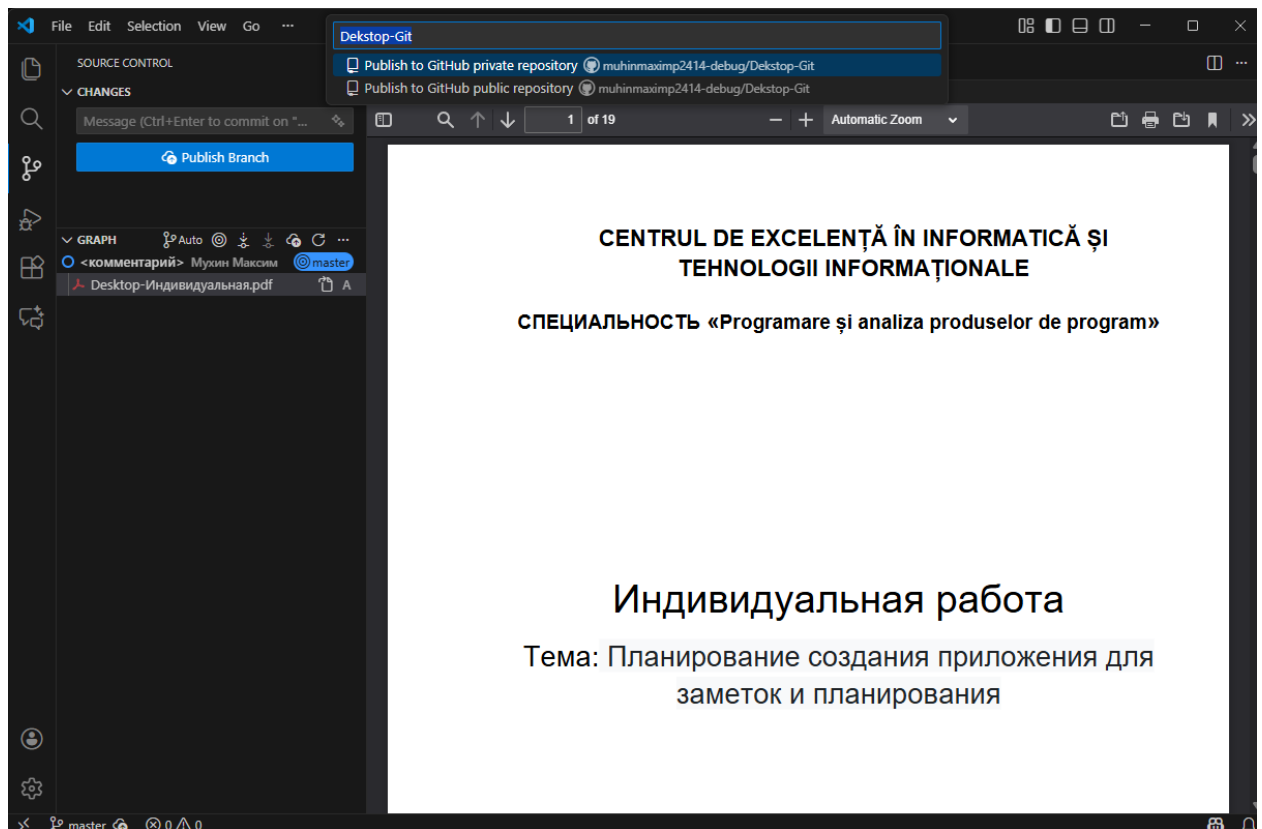 File Edit Selection View Go ···
Dekstop-Git
Publish to GitHub private repository muhinmaximp2414-debug/Dekstop-Git
Publish to GitHub public repository muhinmaximp2414-debug/Dekstop-Git
SOURCE CONTROL
CHANGES
Message (Ctrl+Enter to commit on "...
Publish Branch
GRAPH Auto
<комментарий> Мухин Максим master
Desktop-Индивидуальная.pdf A
1 of 19 Automatic Zoom
CENTRUL DE EXCELENȚĂ ÎN INFORMATICĂ ȘI
TEHNOLOGII INFORMAȚIONALE
СПЕЦИАЛЬНОСТЬ «Programare și analiza produselor de program»
Индивидуальная работа
Тема: Планирование создания приложения для
заметок и планирования
master 0 0